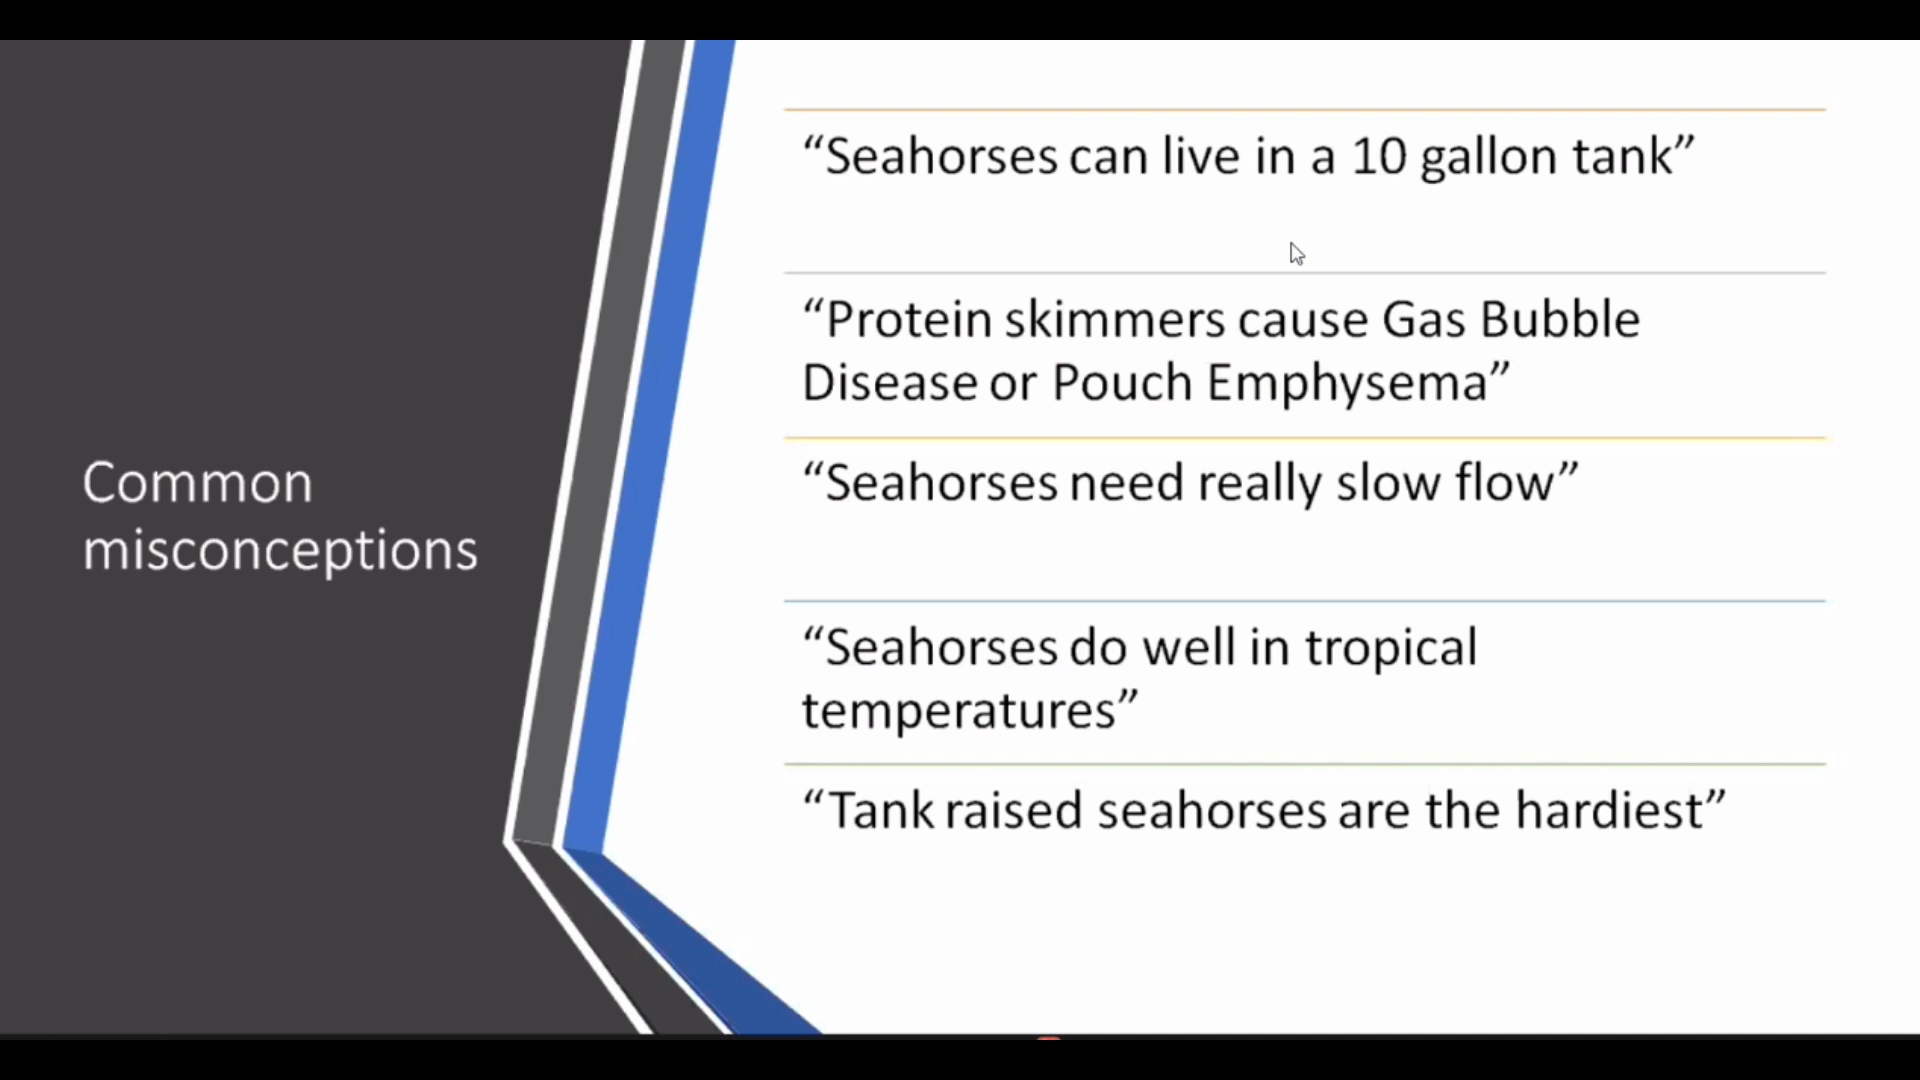 Common
misconceptions
“Seahorses can live in a 10 gallon tank”
“Protein skimmers cause Gas Bubble
Disease or Pouch Emphysema”
“Seahorses need really slow flow”
“Seahorses do well in tropical
temperatures”
“Tank raised seahorses are the hardiest”